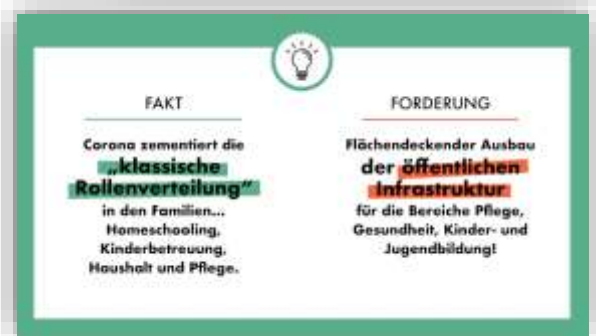 FAKT
Corona zementiert die
„klassische
Rollenverteilung”
in den Familien...
Homeschooling,
Kinderbetreuung,
Haushalt und Pflege.
FORDERUNG
Flächendeckender Ausbau
der öffentlichen
Infrastruktur
für die Bereiche Pflege,
Gesundheit, Kinder- und
Jugendbildung!